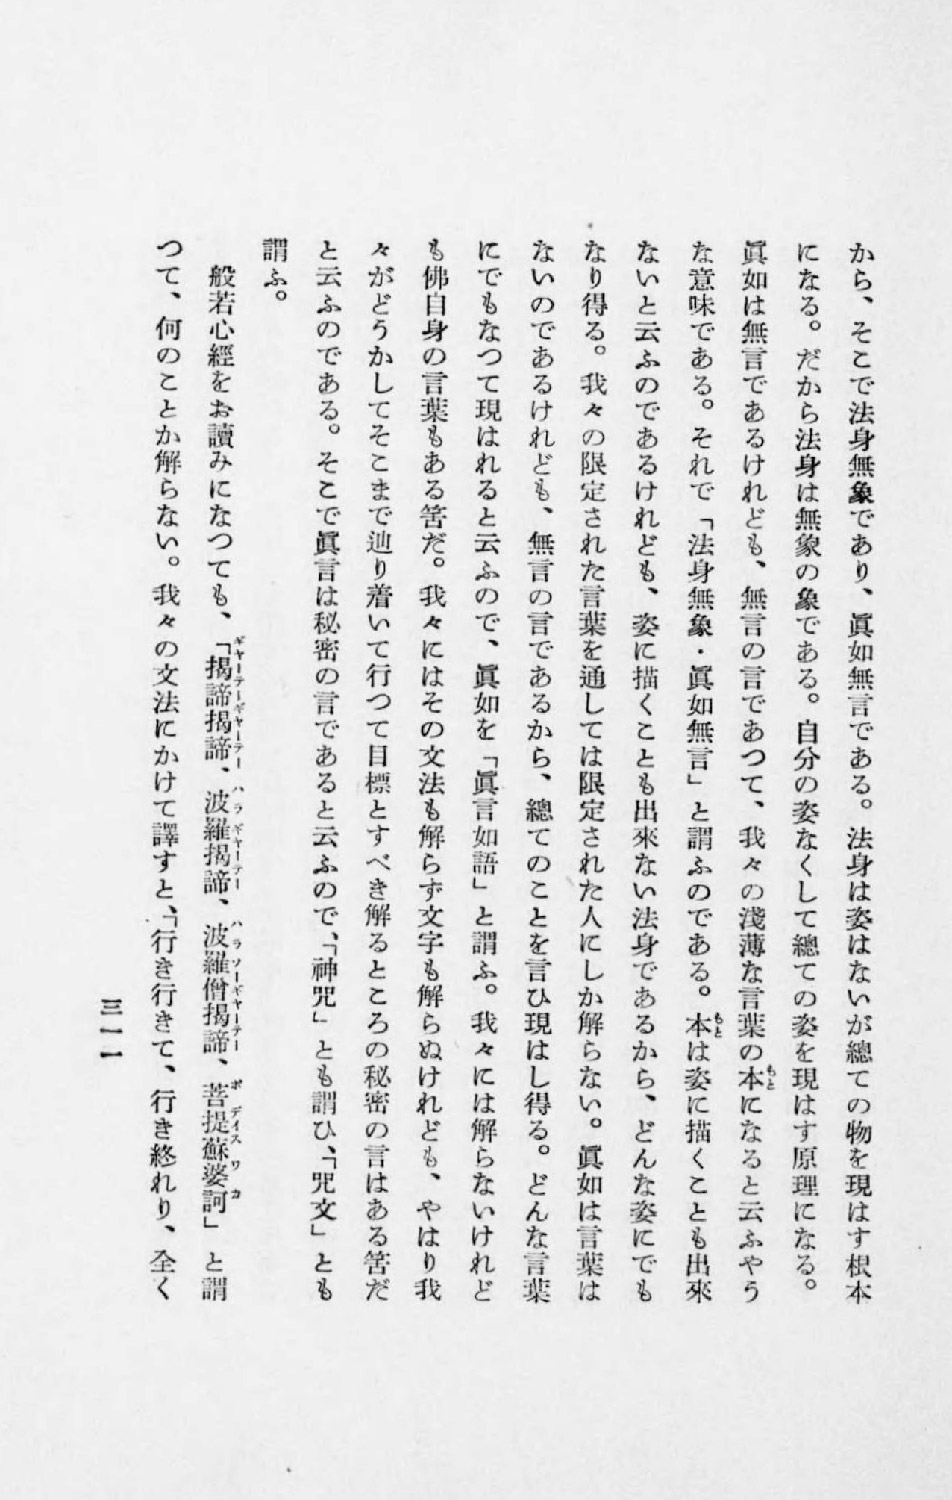 から、そこで法身無象であり、眞如無言である。法身は姿はないが總ての物を現はす根本
になる。だから法身は無象の象である。自分の姿なくして總ての姿を現はす原理になる。
眞如は無言であるけれども、無言の言であつて、我々の淺薄な言葉の本になると云ふやう
な意味である。それで「法身無象・眞如無言」と謂ふのである。本は姿に描くことも出來
ないと云ふのであるけれども、姿に描くことも出來ない法身であるから、どんな姿にでも
なり得る。我々の限定された言葉を通しては限定された人にしか解らない。眞如は言葉は
ないのであるけれども、無言の言であるから、總てのことを言ひ現はし得る。どんな言葉
にでもなつて現はれると云ふので、眞如を「眞言如語」と謂ふ。我々には解らないけれど
も佛自身の言葉もある筈だ。我々にはその文法も解らず文字も解らぬけれども、やはり我
々がどうかしてそこまで辿り着いて行つて目標とすべき解るところの秘密の言はある筈だ
と云ふのである。そこで眞言は秘密の言であると云ふので、「神咒」とも謂ひ、「咒文」とも
謂ふ。
般若心經をお讀みになつても、「揭諦揭諦、波羅揭諦、波羅僧揭諦、菩提蘇婆訶」と謂
つて、何のことか解らない。我々の文法にかけて譯すと、「行き行きて、行き終れり、全く
三一一